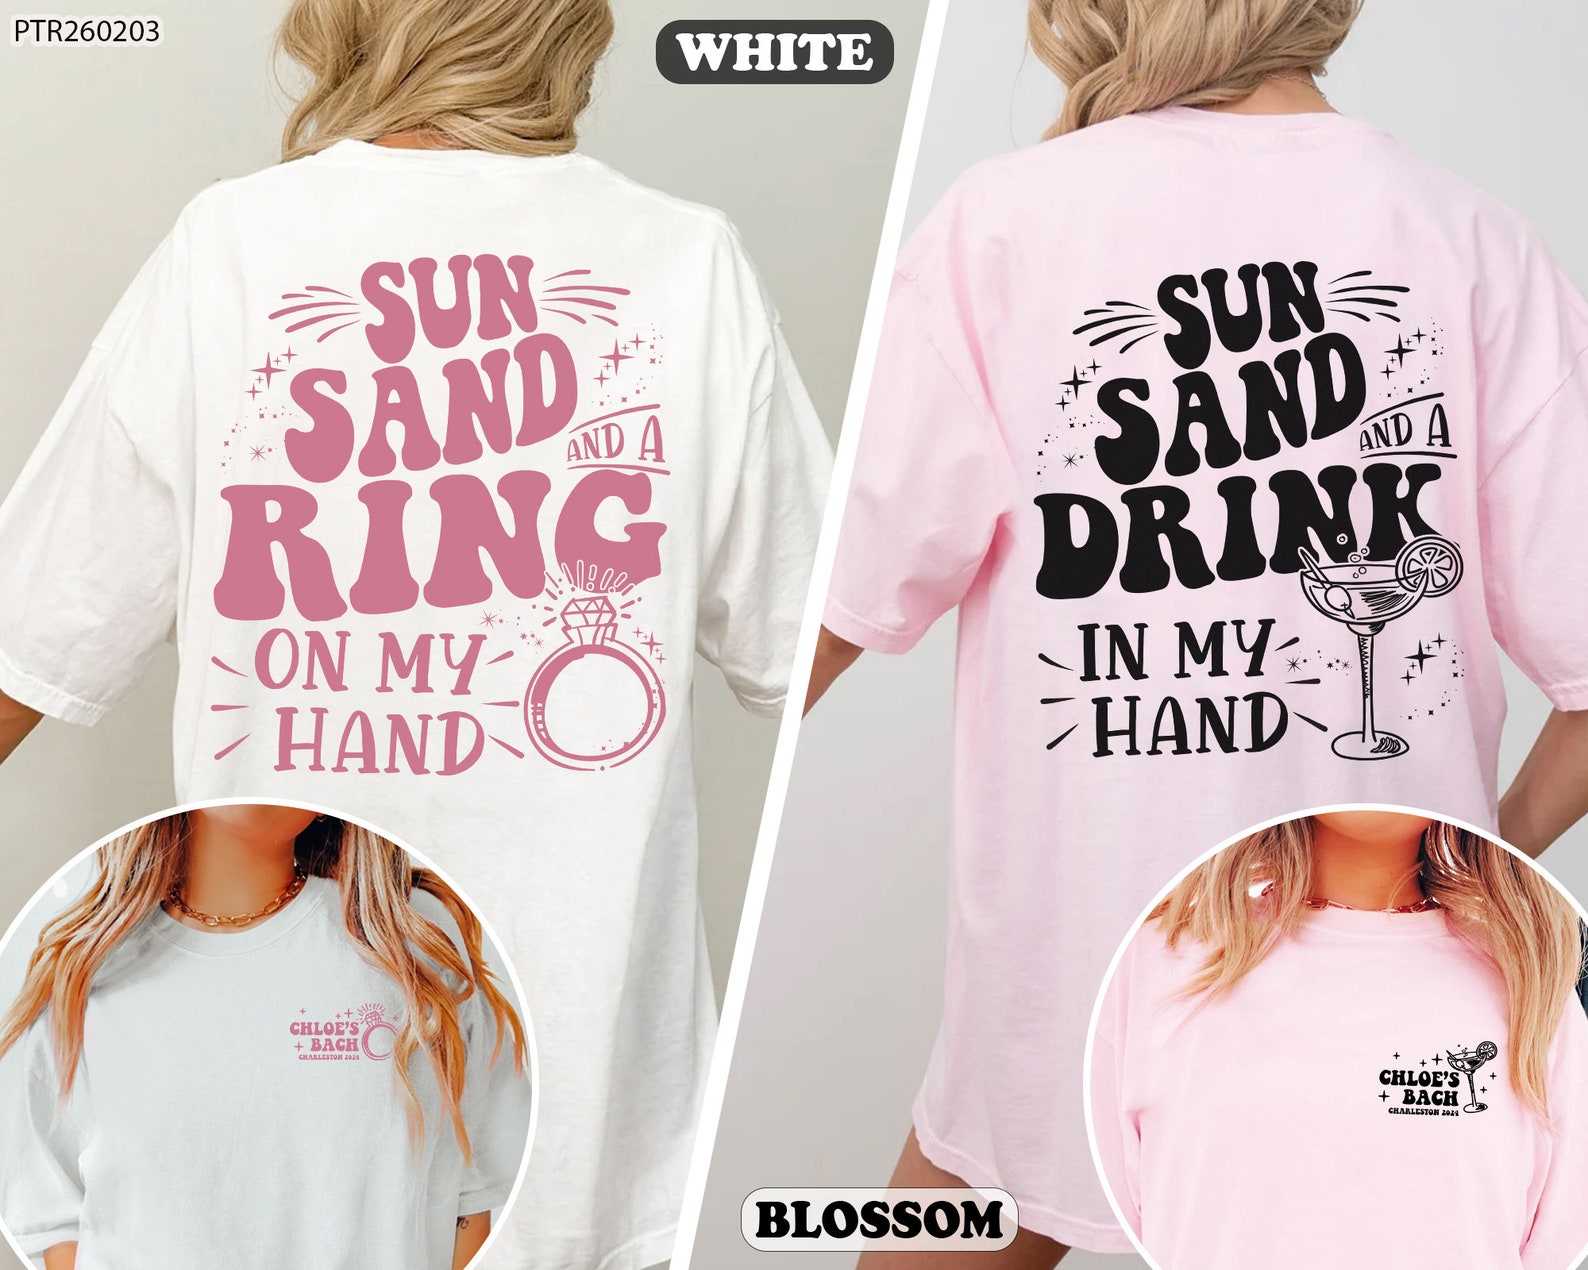 PTR260203
WHITE
SUN
SAND
AND A
RING
ON MY
HAND
SUN
SAND
AND A
DRINK
IN MY
HAND
CHLOE'S
BACH
CHARLESTON 2024
CHLOE'S
BACH
CHARLESTON 2024
BLOSSOM